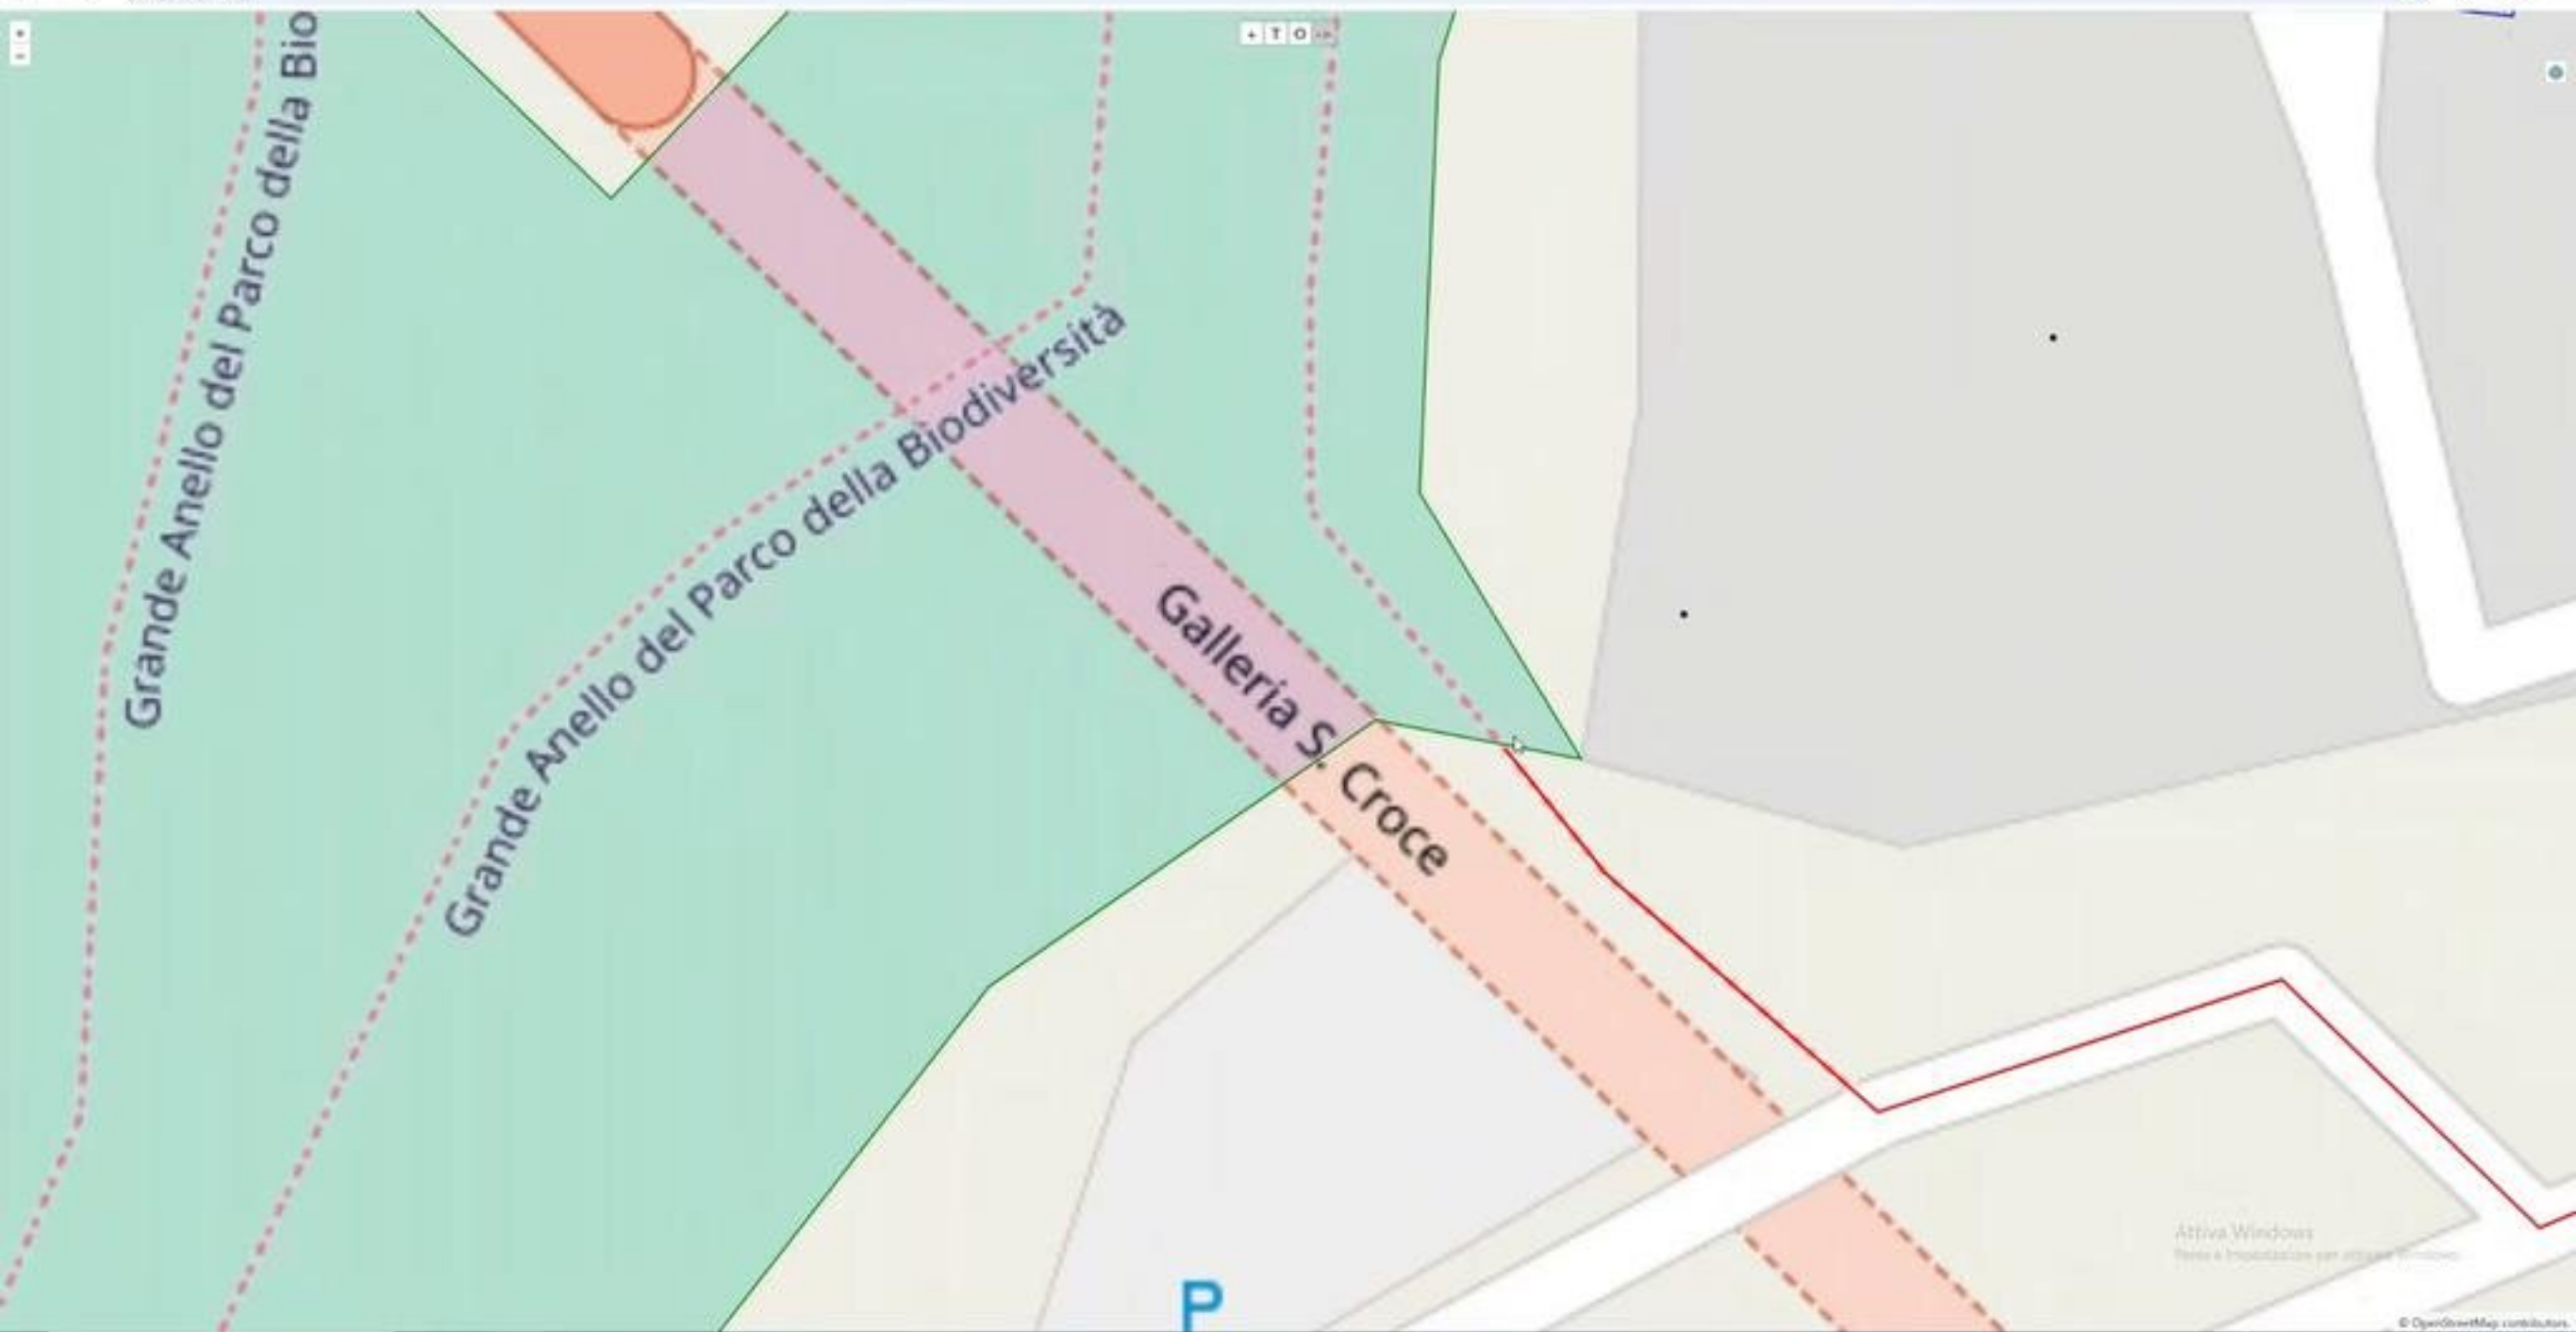 + T O
Grande Anello del Parco della Bio
Grande Anello del Parco della Biodiversità
Galleria S. Croce
P
Attiva Windows
© OpenStreetMap contributors.